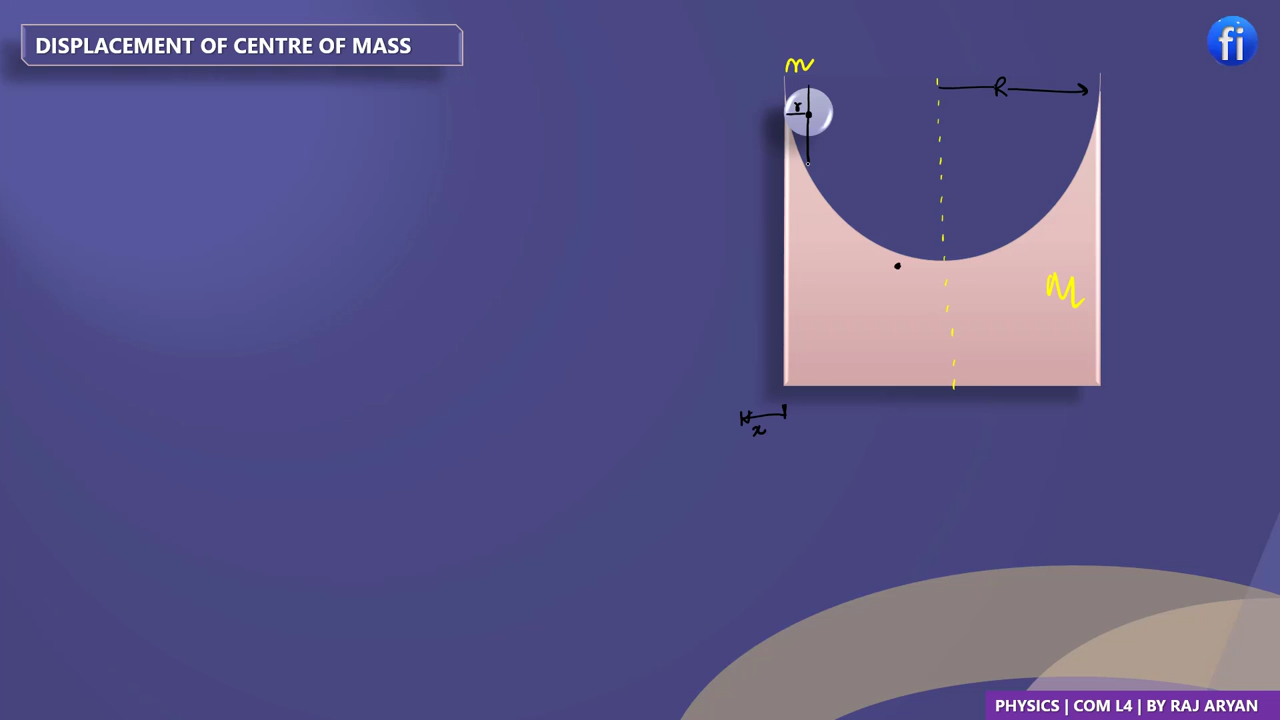 DISPLACEMENT OF CENTRE OF MASS
fi
m
R
r
M
x
PHYSICS | COM L4 | BY RAJ ARYAN